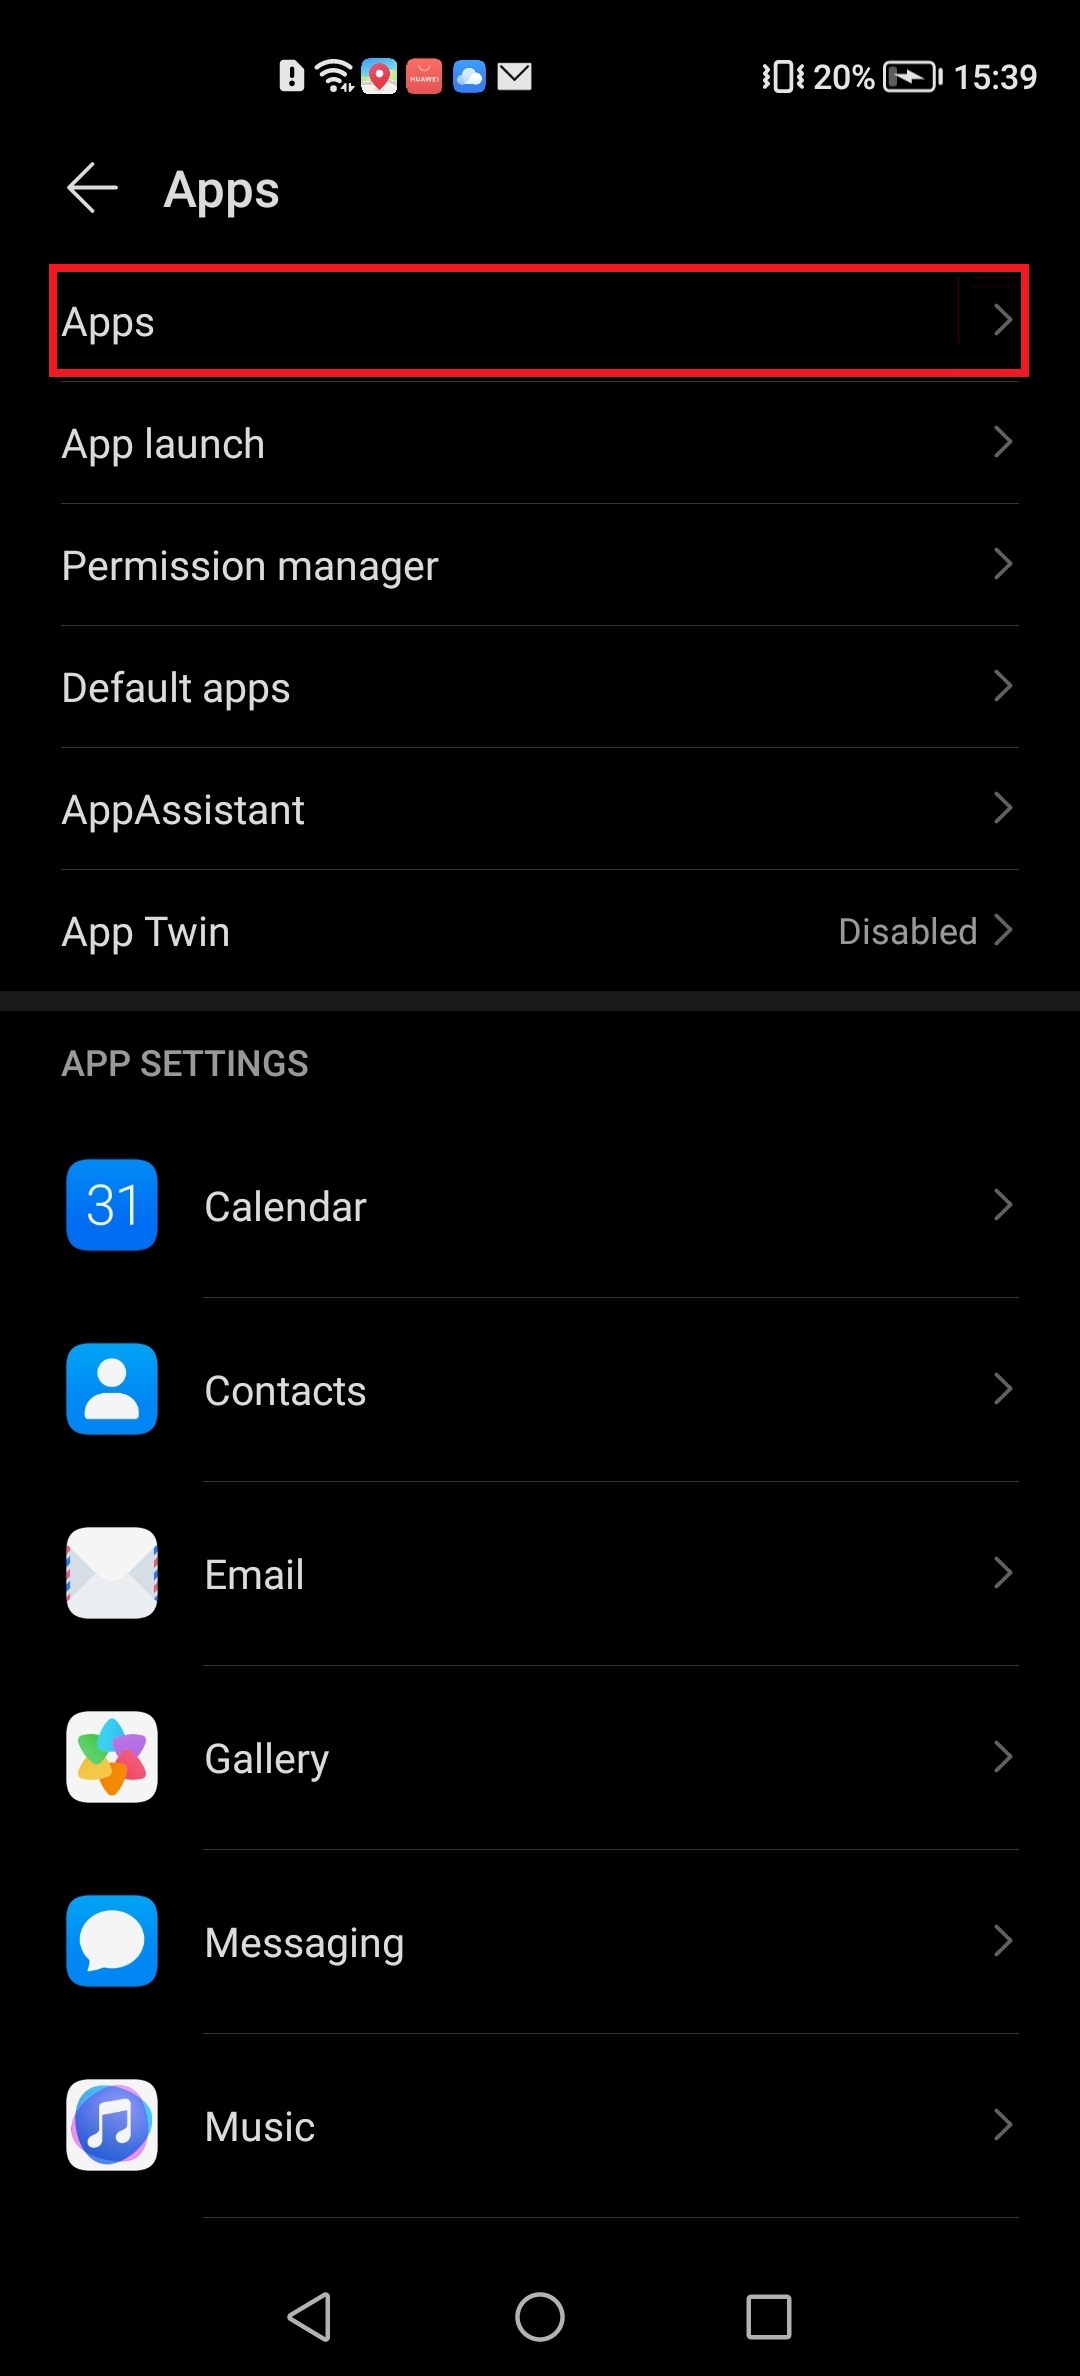 HUAWEI 20% 15:39
Apps
Apps
App launch
Permission manager
Default apps
AppAssistant
App Twin Disabled
APP SETTINGS
31 Calendar
Contacts
Email
Gallery
Messaging
Music